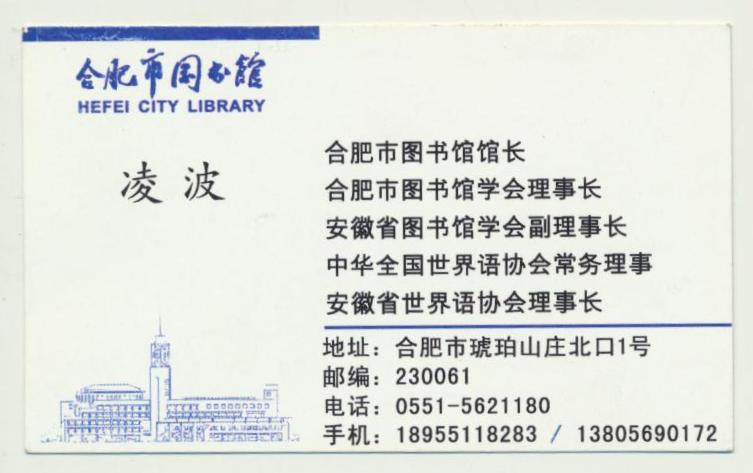 合肥市图书馆
HEFEI CITY LIBRARY
凌波
合肥市图书馆馆长
合肥市图书馆学会理事长
安徽省图书馆学会副理事长
中华全国世界语协会常务理事
安徽省世界语协会理事长
地址：合肥市琥珀山庄北口1号
邮编：230061
电话：0551-5621180
手机：18955118283 / 13805690172